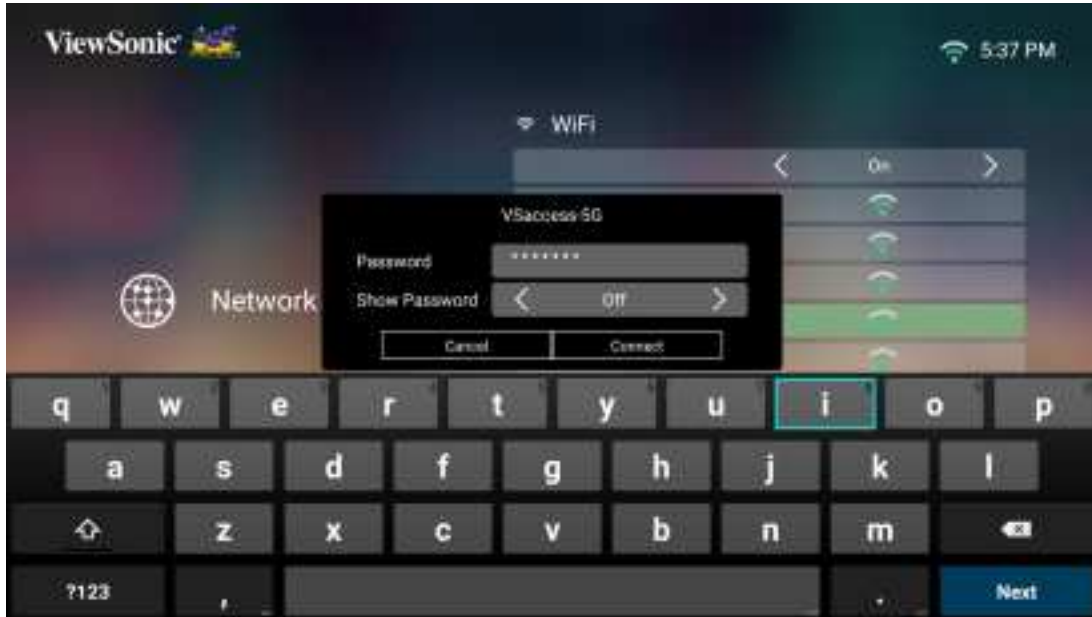 ViewSonic
5:37 PM
WiFi
On
VSaccess-5G
Password
*******
Show Password
Off
Network
Cancel
Connect
q w e r t y u i o p
a s d f g h j k l
z x c v b n m
?123 , . Next